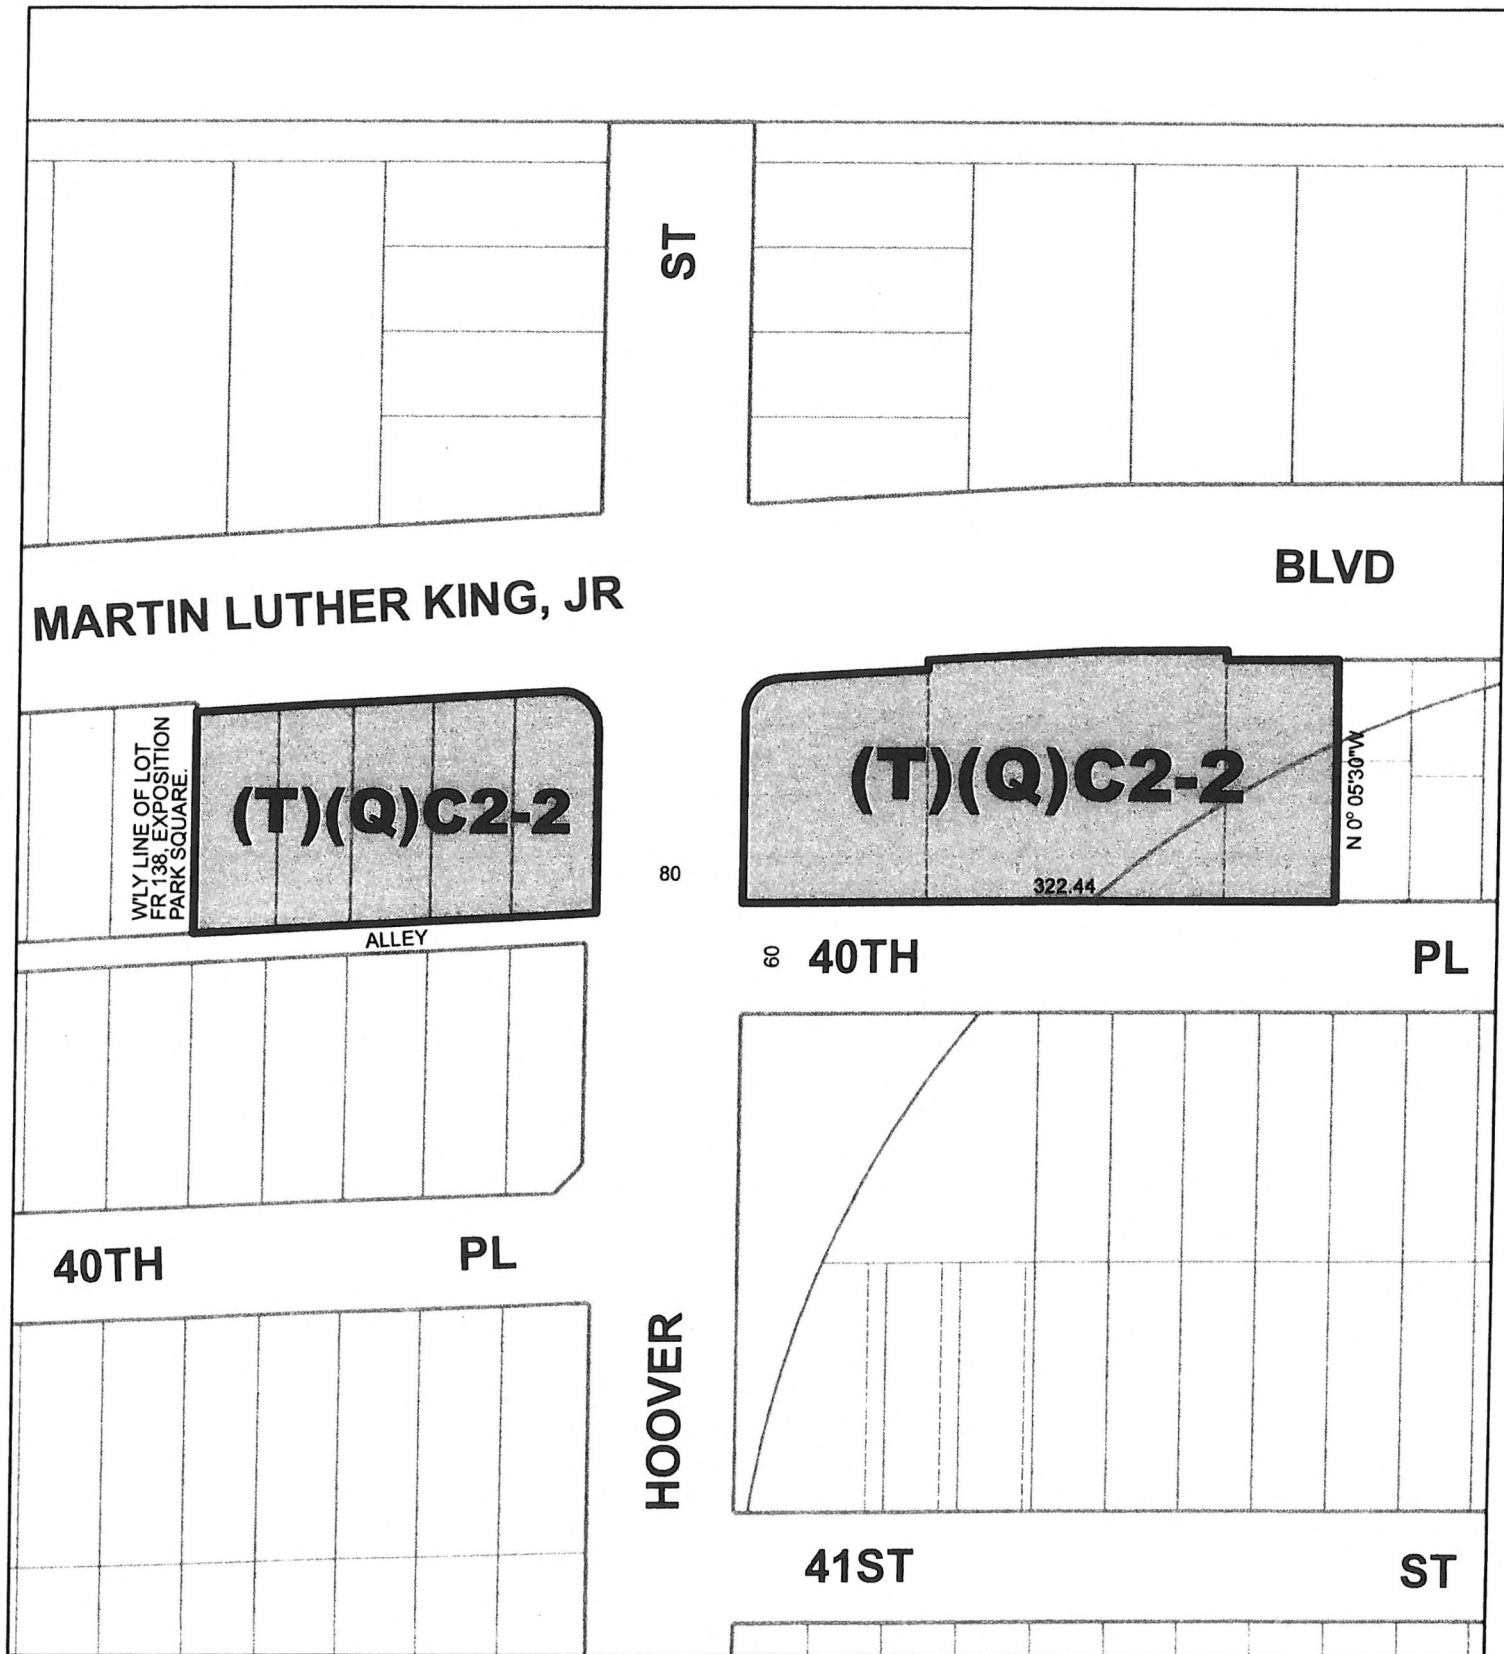 ST
BLVD
MARTIN LUTHER KING, JR
W'LY LINE OF LOT
FR 138, EXPOSITION
PARK SQUARE.
(T)(Q)C2-2
(T)(Q)C2-2
N 0° 05'30"W
80
322.44
ALLEY
60
40TH
PL
40TH
PL
HOOVER
41ST
ST